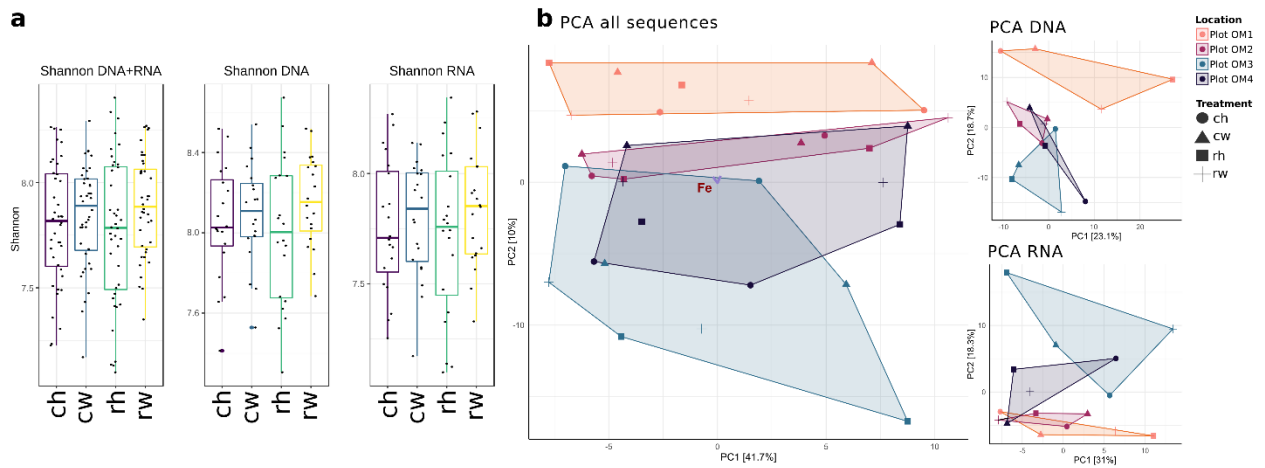 a
Shannon DNA+RNA
Shannon DNA
Shannon RNA
Shannon
8.0
7.5
8.4
8.0
7.6
8.0
7.5
ch cw rh rw
ch cw rh rw
ch cw rh rw
b PCA all sequences
5
0
-10
PC2 [10%]
Fe
-5 0 5 10
PC1 [41.7%]
PCA DNA
10
0
-10
PC2 [18.7%]
-10 0 10 20
PC1 [23.1%]
PCA RNA
10
0
PC2 [18.3%]
-5 0 5 10
PC1 [31%]
Location
Plot OM1
Plot OM2
Plot OM3
Plot OM4
Treatment
ch
cw
rh
rw